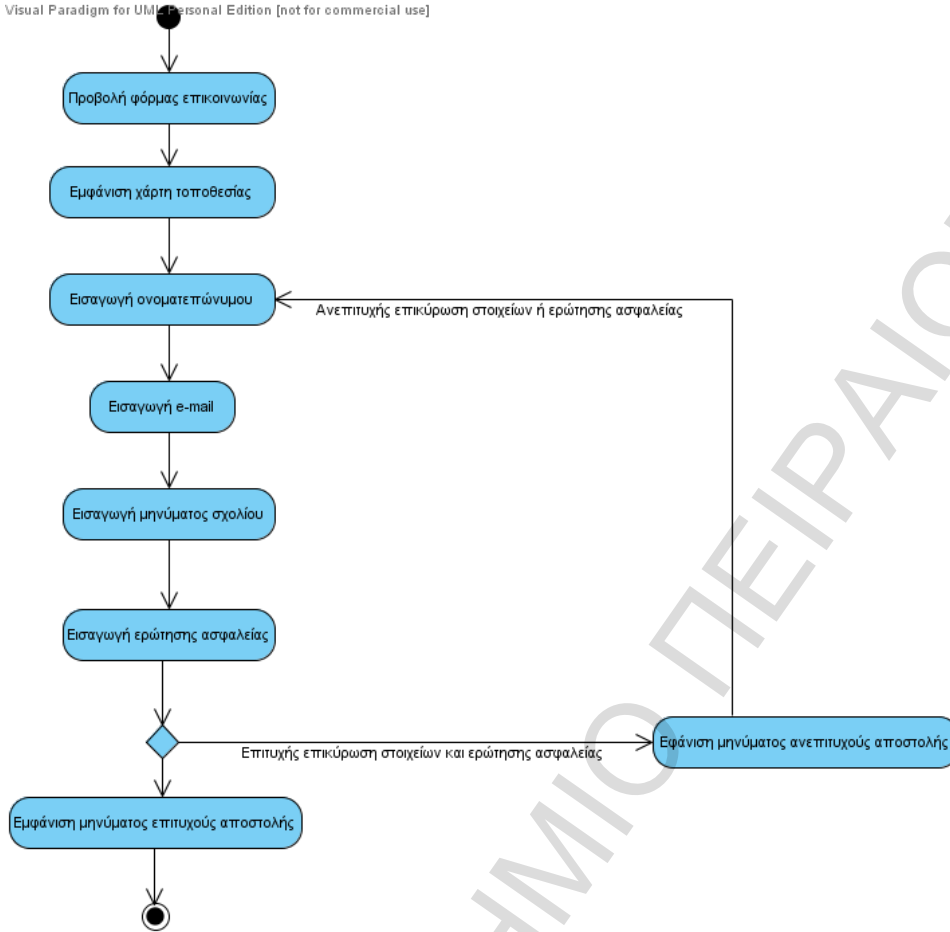 Visual Paradigm for UML Personal Edition [not for commercial use]
Προβολή φόρμας επικοινωνίας
Εμφάνιση χάρτη τοποθεσίας
Εισαγωγή ονοματεπώνυμου
Ανεπιτυχής επικύρωση στοιχείων ή ερώτησης ασφαλείας
Εισαγωγή e-mail
Εισαγωγή μηνύματος σχολίου
Εισαγωγή ερώτησης ασφαλείας
Επιτυχής επικύρωση στοιχείων και ερώτησης ασφαλείας
Εφάνιση μηνύματος ανεπιτυχούς αποστολής
Εμφάνιση μηνύματος επιτυχούς αποστολής
ΠΕΙΡΑΙΟ